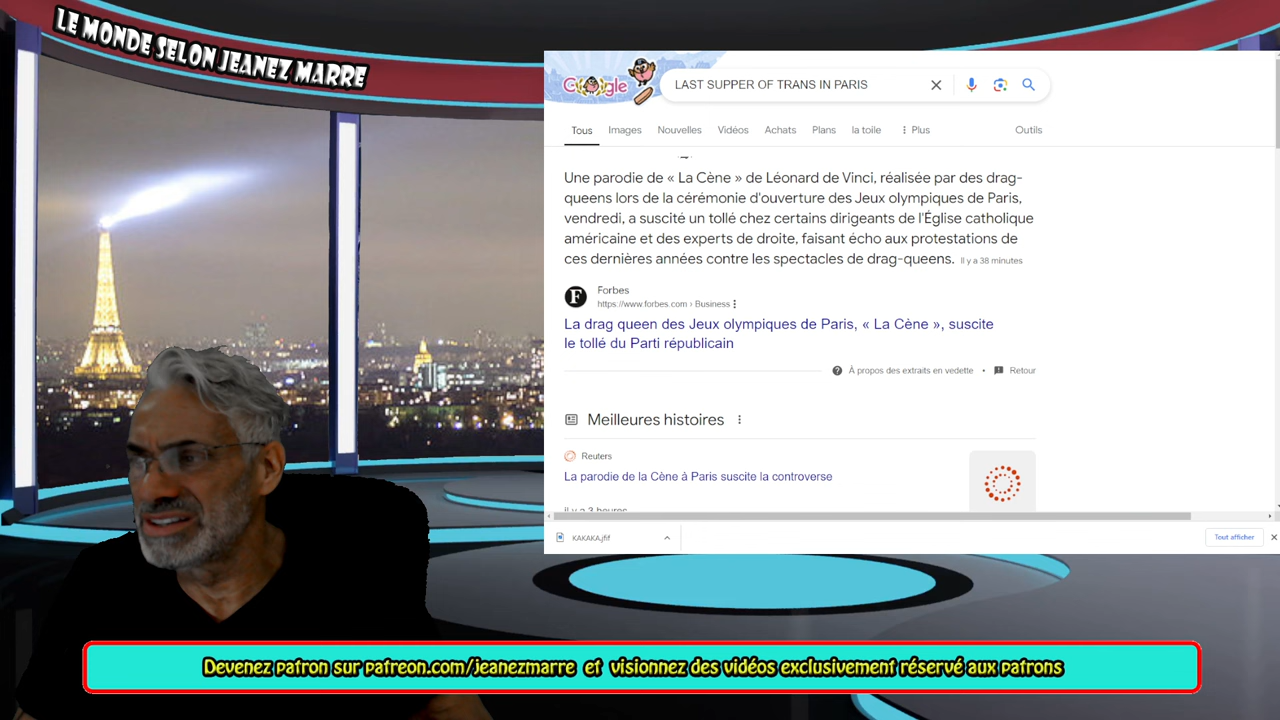 LE MONDE SELON JEANEZ MARRE
Google
LAST SUPPER OF TRANS IN PARIS
Tous Images Nouvelles Vidéos Achats Plans la toile Plus Outils
Une parodie de « La Cène » de Léonard de Vinci, réalisée par des drag-
queens lors de la cérémonie d'ouverture des Jeux olympiques de Paris,
vendredi, a suscité un tollé chez certains dirigeants de l'Église catholique
américaine et des experts de droite, faisant écho aux protestations de
ces dernières années contre les spectacles de drag-queens. Il y a 38 minutes
F
Forbes
https://www.forbes.com › Business
La drag queen des Jeux olympiques de Paris, « La Cène », suscite
le tollé du Parti républicain
À propos des extraits en vedette • Retour
Meilleures histoires
Reuters
La parodie de la Cène à Paris suscite la controverse
il y a 3 heures
KAKAKA.jfif
Tout afficher
Devenez patron sur patreon.com/jeanezmarre et visionnez des vidéos exclusivement réservé aux patrons